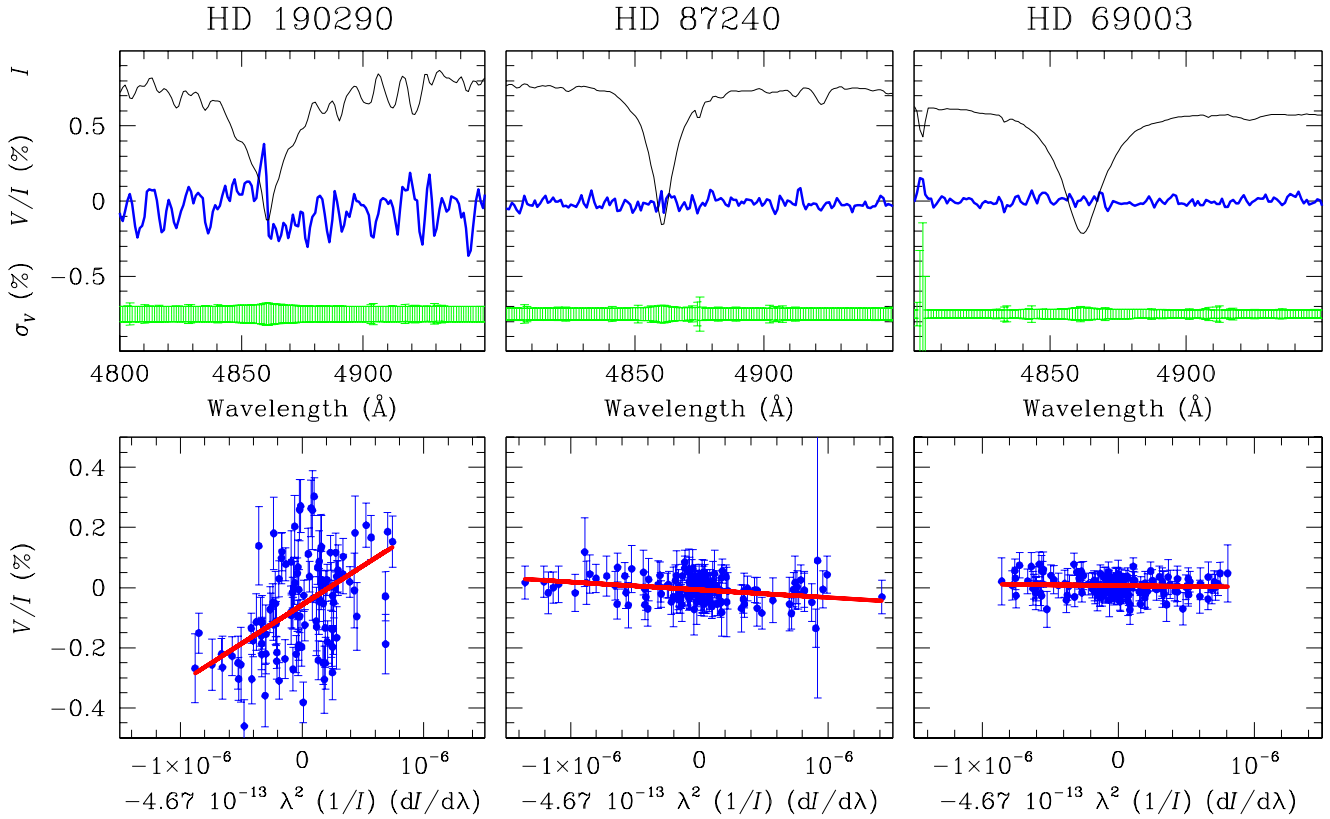 HD 190290
HD 87240
HD 69003
I
V/I (%)
σV (%)
0.5
0
−0.5
4800 4850 4900
4850 4900
4850 4900
Wavelength (Å)
Wavelength (Å)
Wavelength (Å)
V/I (%)
0.4
0.2
0
−0.2
−0.4
−1×10⁻⁶ 0 10⁻⁶
−1×10⁻⁶ 0 10⁻⁶
−1×10⁻⁶ 0 10⁻⁶
−4.67 10⁻¹³ λ² (1/I) (dI/dλ)
−4.67 10⁻¹³ λ² (1/I) (dI/dλ)
−4.67 10⁻¹³ λ² (1/I) (dI/dλ)